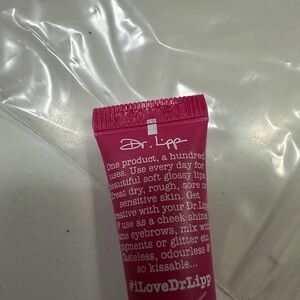 Dr. Lipp
One product, a hundred
uses. Use every day for
beautiful soft glossy lips
treat dry, rough, sore or
sensitive skin. Get
creative with your Dr.Lipp
use as a cheek shine,
eyebrows, mix with
pigments or glitter etc
Tasteless, odourless &
so kissable...
#iLoveDrLipp